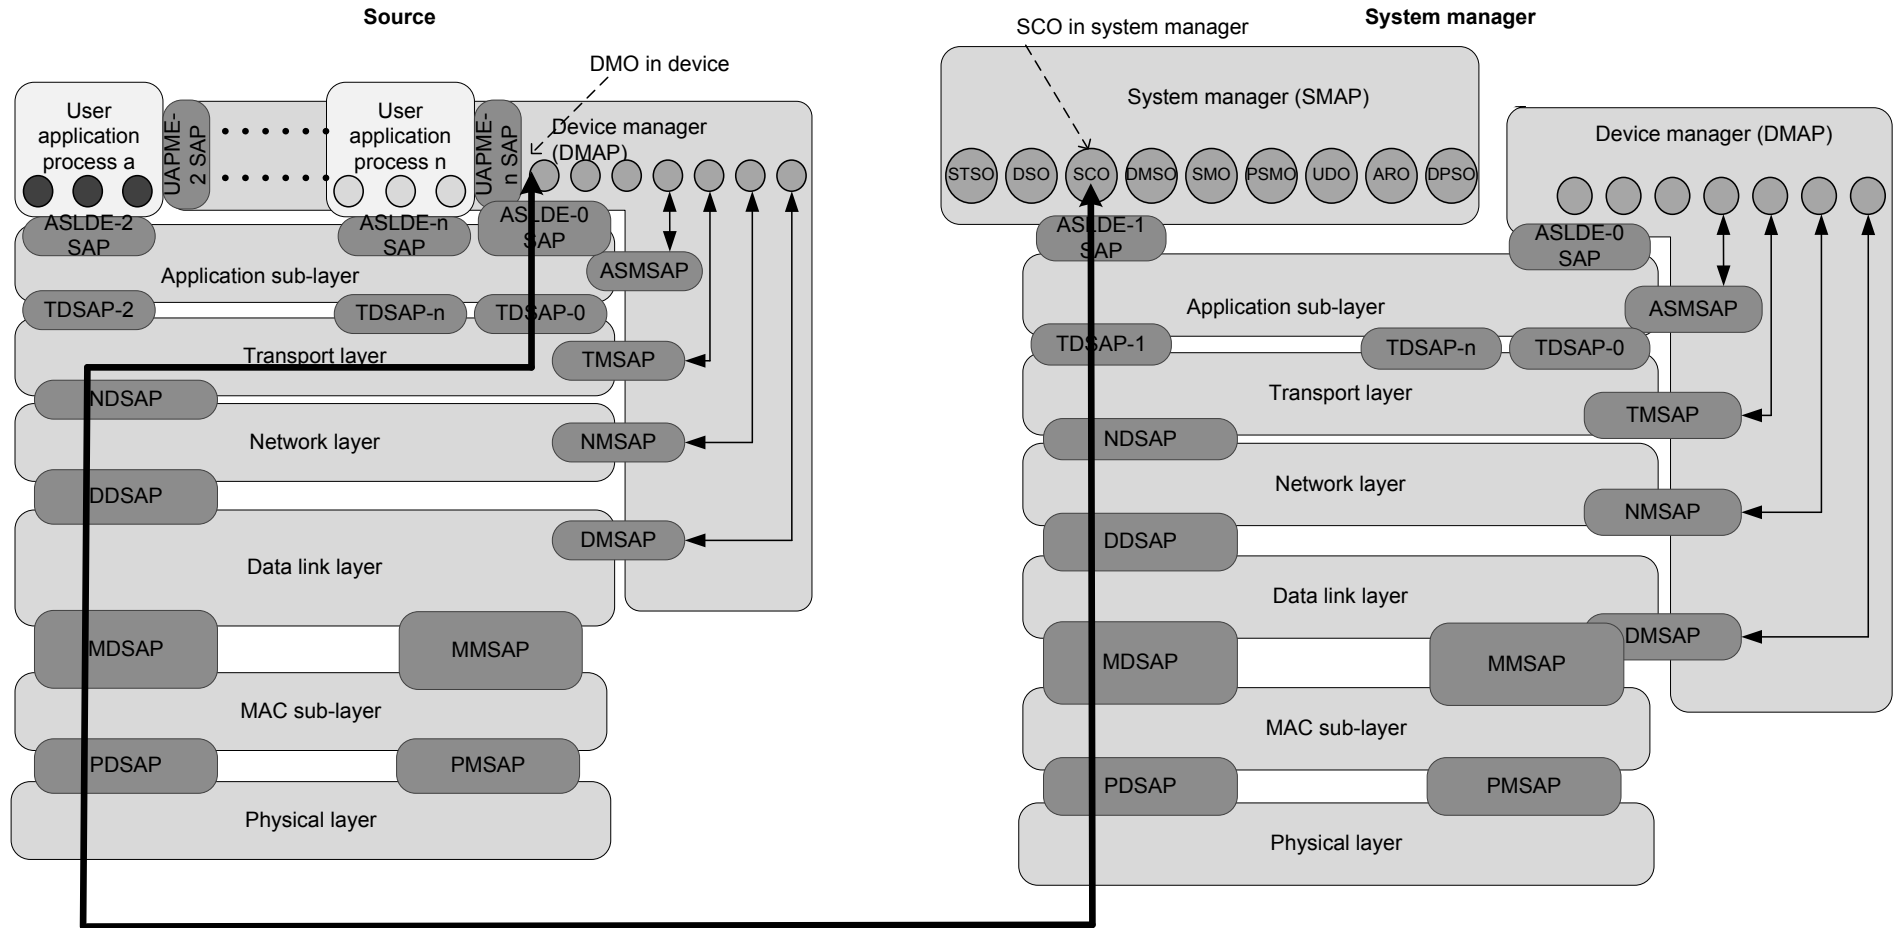 Source
System manager
SCO in system manager
DMO in device
User
application
process a
UAPME-
2 SAP
User
application
process n
UAPME-
n SAP
Device manager
(DMAP)
ASLDE-2
SAP
ASLDE-n
SAP
ASLDE-0
SAP
Application sub-layer
ASMSAP
TDSAP-2
TDSAP-n
TDSAP-0
Transport layer
TMSAP
NDSAP
Network layer
NMSAP
DDSAP
Data link layer
DMSAP
MDSAP
MMSAP
MAC sub-layer
PDSAP
PMSAP
Physical layer
System manager (SMAP)
STSO
DSO
SCO
DMSO
SMO
PSMO
UDO
ARO
DPSO
Device manager (DMAP)
ASLDE-1
SAP
ASLDE-0
SAP
Application sub-layer
ASMSAP
TDSAP-1
TDSAP-n
TDSAP-0
Transport layer
TMSAP
NDSAP
Network layer
NMSAP
DDSAP
Data link layer
DMSAP
MDSAP
MMSAP
MAC sub-layer
PDSAP
PMSAP
Physical layer